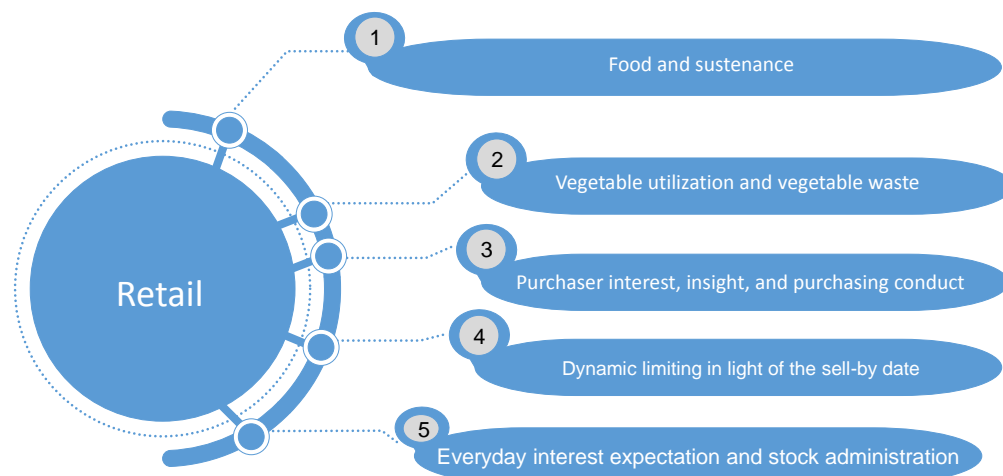 1
Food and sustenance
2
Vegetable utilization and vegetable waste
3
Purchaser interest, insight, and purchasing conduct
Retail
4
Dynamic limiting in light of the sell-by date
5
Everyday interest expectation and stock administration